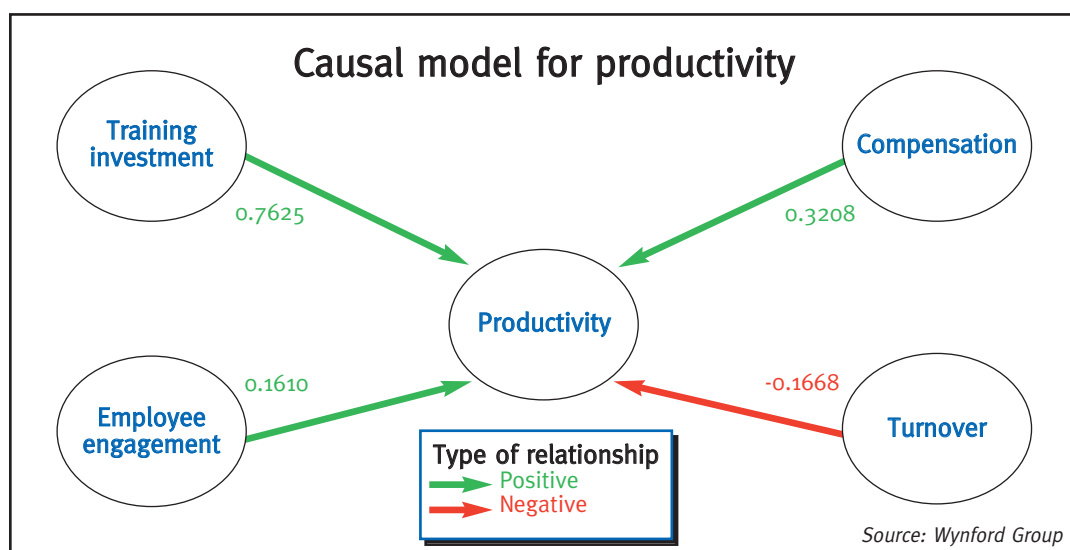 Causal model for productivity
Training
investment
Compensation
0.7625
0.3208
Productivity
0.1610
-0.1668
Employee
engagement
Turnover
Type of relationship
Positive
Negative
Source: Wynford Group